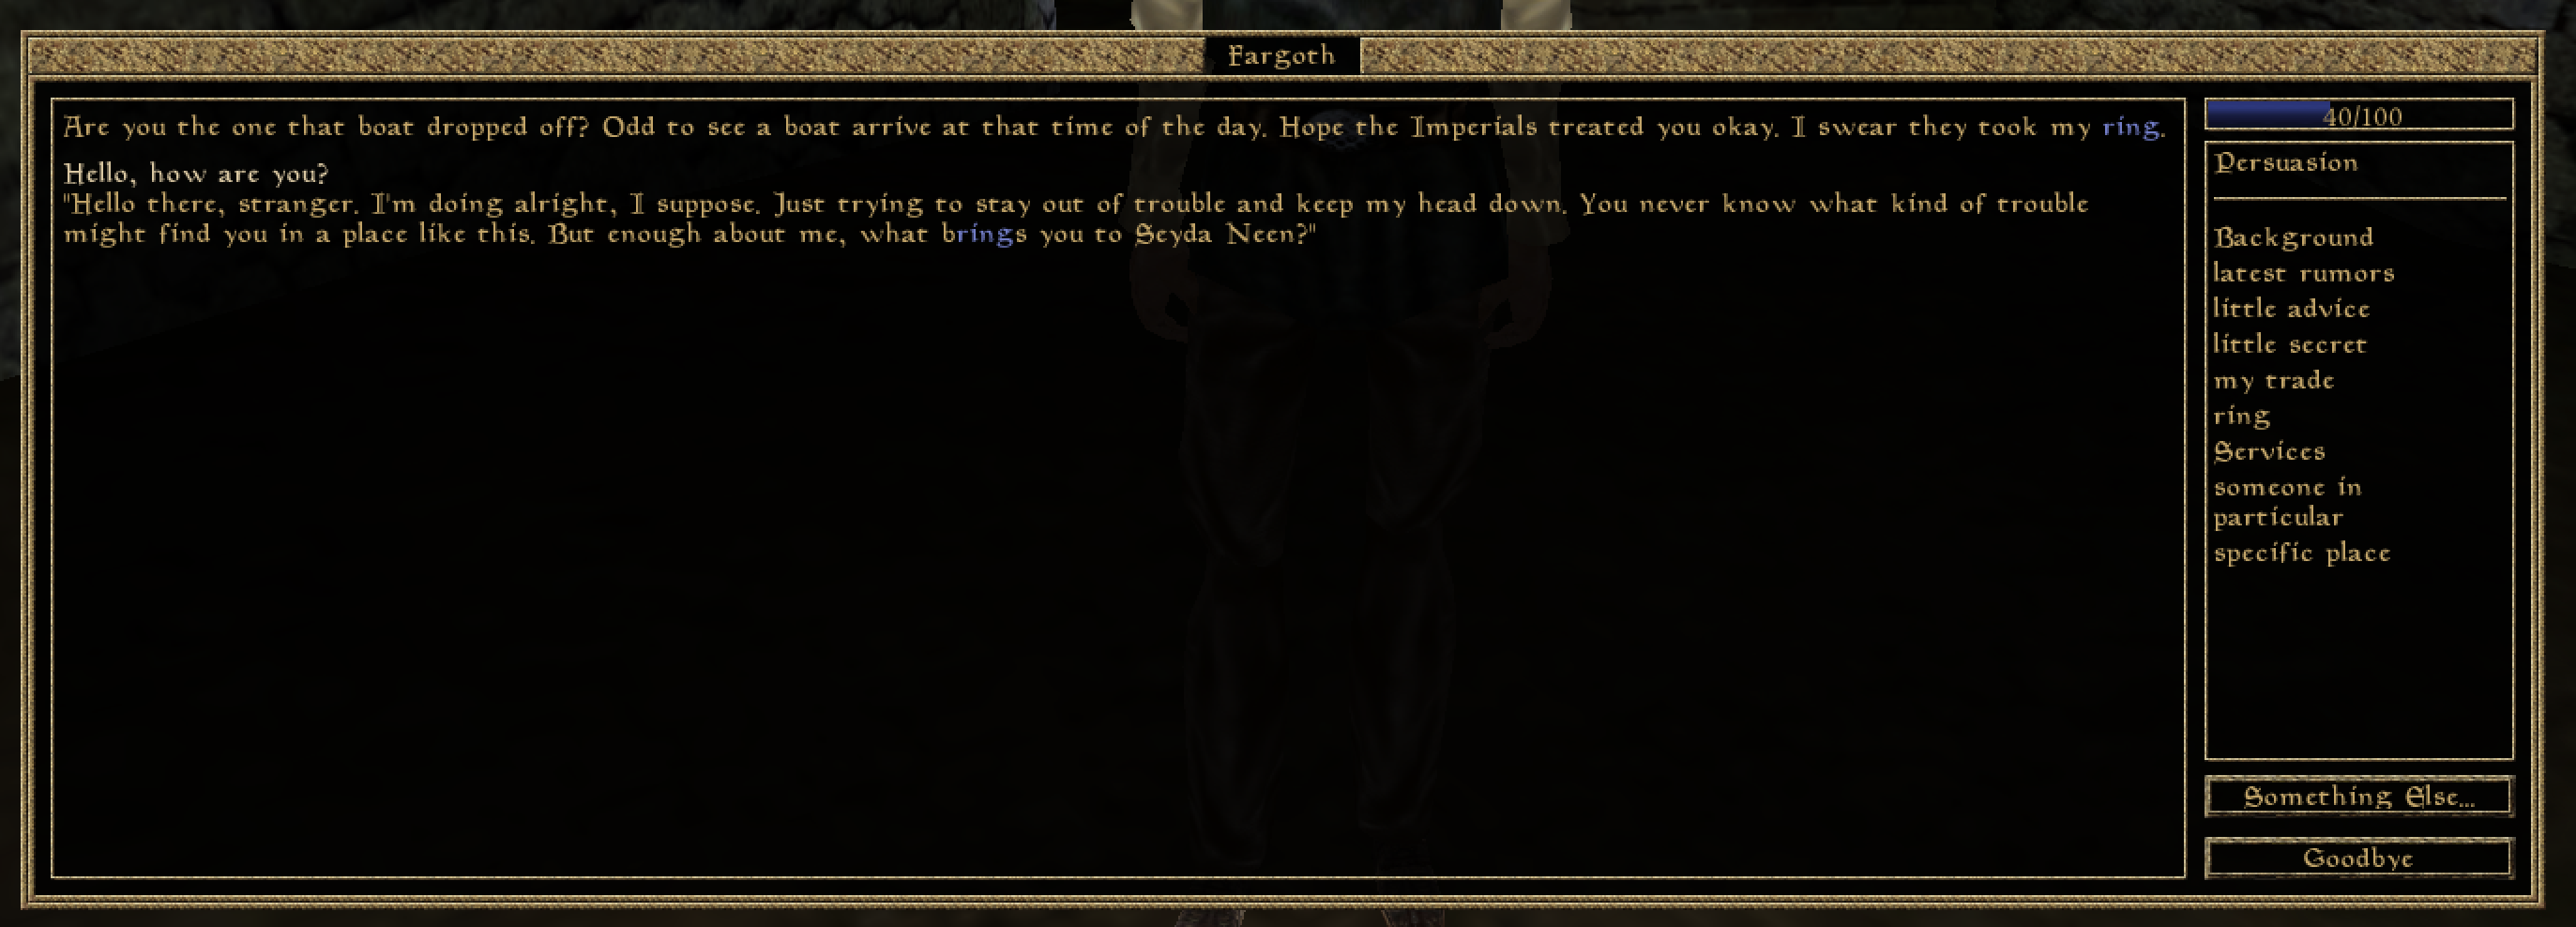 Fargoth
Are you the one that boat dropped off? Odd to see a boat arrive at that time of the day. Hope the Imperials treated you okay. I swear they took my ring.
Hello, how are you?
"Hello there, stranger. I'm doing alright, I suppose. Just trying to stay out of trouble and keep my head down. You never know what kind of trouble
might find you in a place like this. But enough about me, what brings you to Seyda Neen?"
40/100
Persuasion
Background
latest rumors
little advice
little secret
my trade
ring
Services
someone in
particular
specific place
Something Else...
Goodbye